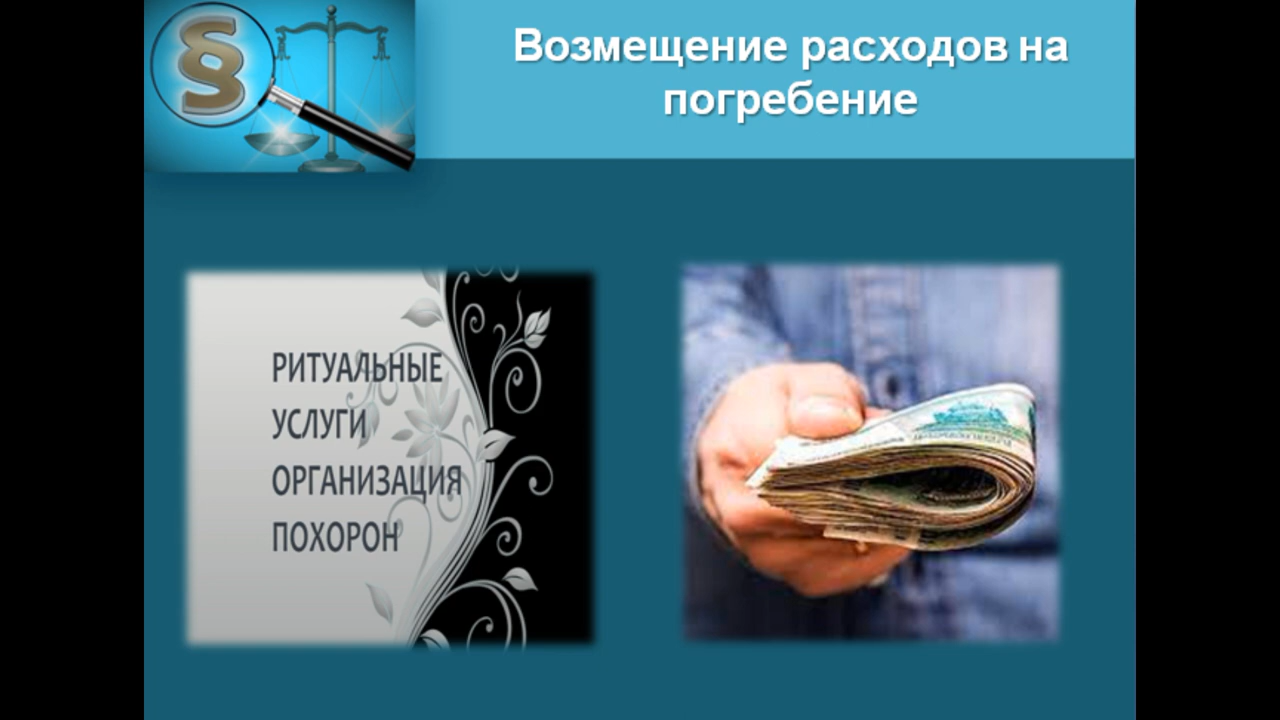 §
Возмещение расходов на
погребение
РИТУАЛЬНЫЕ
УСЛУГИ
ОРГАНИЗАЦИЯ
ПОХОРОН